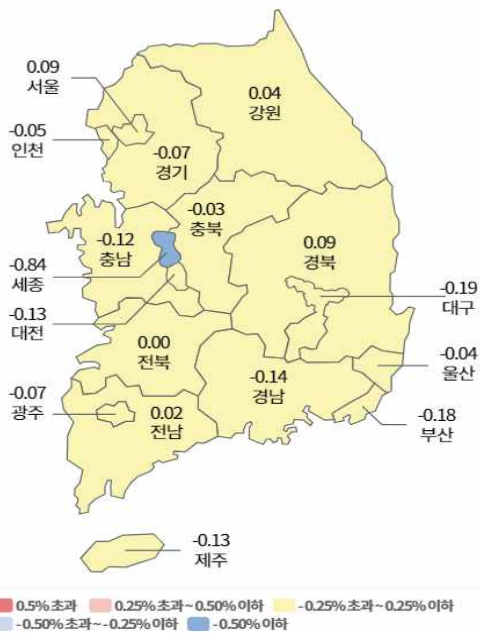 0.09
서울
0.04
강원
-0.05
인천
-0.07
경기
-0.03
충북
-0.12
충남
0.09
경북
-0.84
세종
-0.19
대구
-0.13
대전
0.00
전북
-0.04
울산
-0.14
경남
-0.07
광주
0.02
전남
-0.18
부산
-0.13
제주
0.5% 초과 0.25% 초과 ~ 0.50% 이하 -0.25% 초과 ~ 0.25% 이하
-0.50% 초과 ~ -0.25% 이하 -0.50% 이하